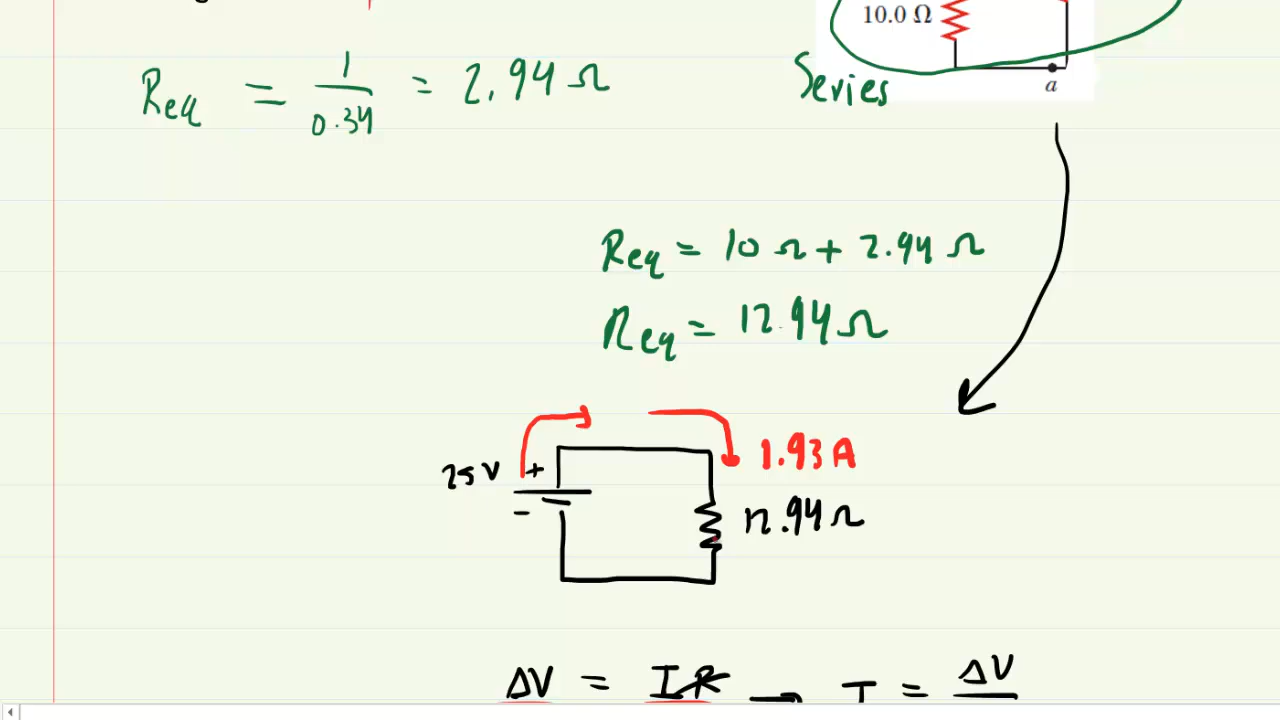 10.0 Ω
Req = 1/0.34 = 2.94 Ω
Series
a
Req = 10 Ω + 2.94 Ω
Req = 12.94 Ω
1.93 A
25 V + -
12.94 Ω
ΔV = IR → I = ΔV